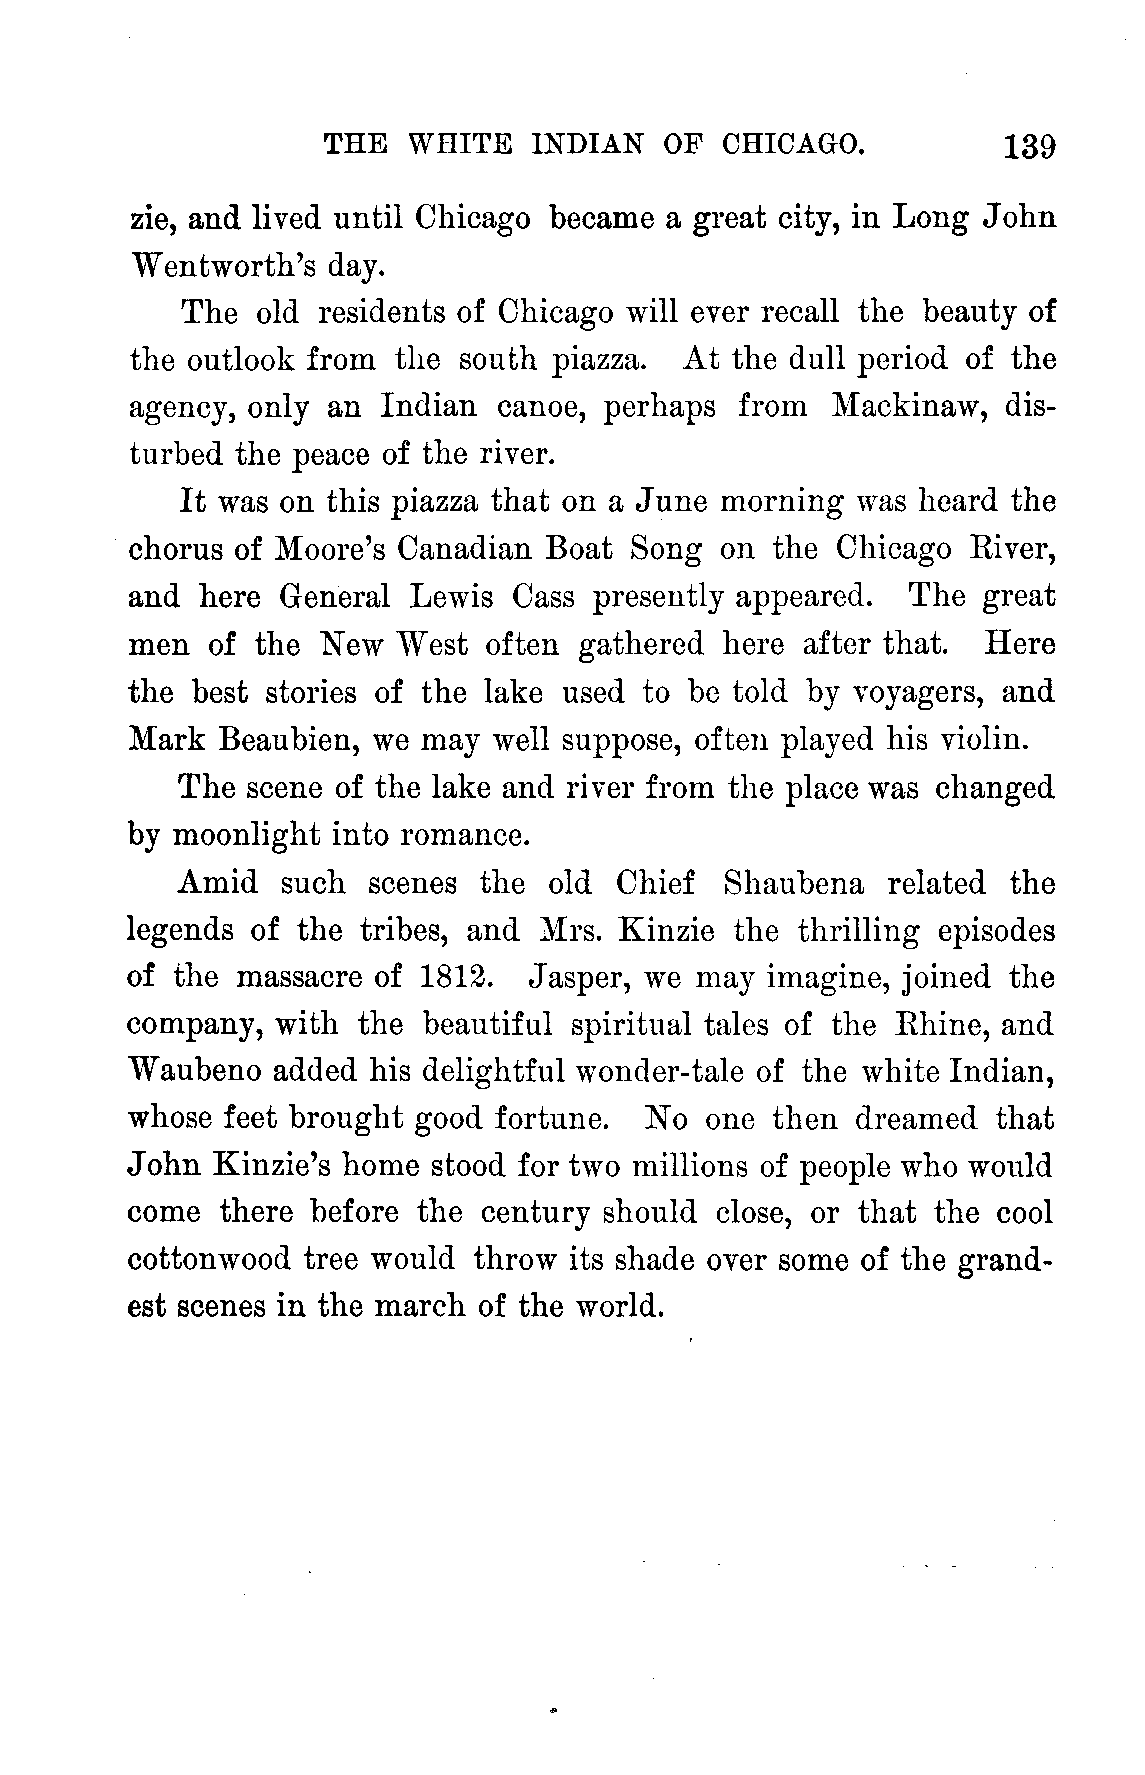 THE WHITE INDIAN OF CHICAGO. 139
zie, and lived until Chicago became a great city, in Long John
Wentworth's day.
The old residents of Chicago will ever recall the beauty of
the outlook from the south piazza. At the dull period of the
agency, only an Indian canoe, perhaps from Mackinaw, dis-
turbed the peace of the river.
It was on this piazza that on a June morning was heard the
chorus of Moore's Canadian Boat Song on the Chicago River,
and here General Lewis Cass presently appeared. The great
men of the New West often gathered here after that. Here
the best stories of the lake used to be told by voyagers, and
Mark Beaubien, we may well suppose, often played his violin.
The scene of the lake and river from the place was changed
by moonlight into romance.
Amid such scenes the old Chief Shaubena related the
legends of the tribes, and Mrs. Kinzie the thrilling episodes
of the massacre of 1812. Jasper, we may imagine, joined the
company, with the beautiful spiritual tales of the Rhine, and
Waubeno added his delightful wonder-tale of the white Indian,
whose feet brought good fortune. No one then dreamed that
John Kinzie's home stood for two millions of people who would
come there before the century should close, or that the cool
cottonwood tree would throw its shade over some of the grand-
est scenes in the march of the world.